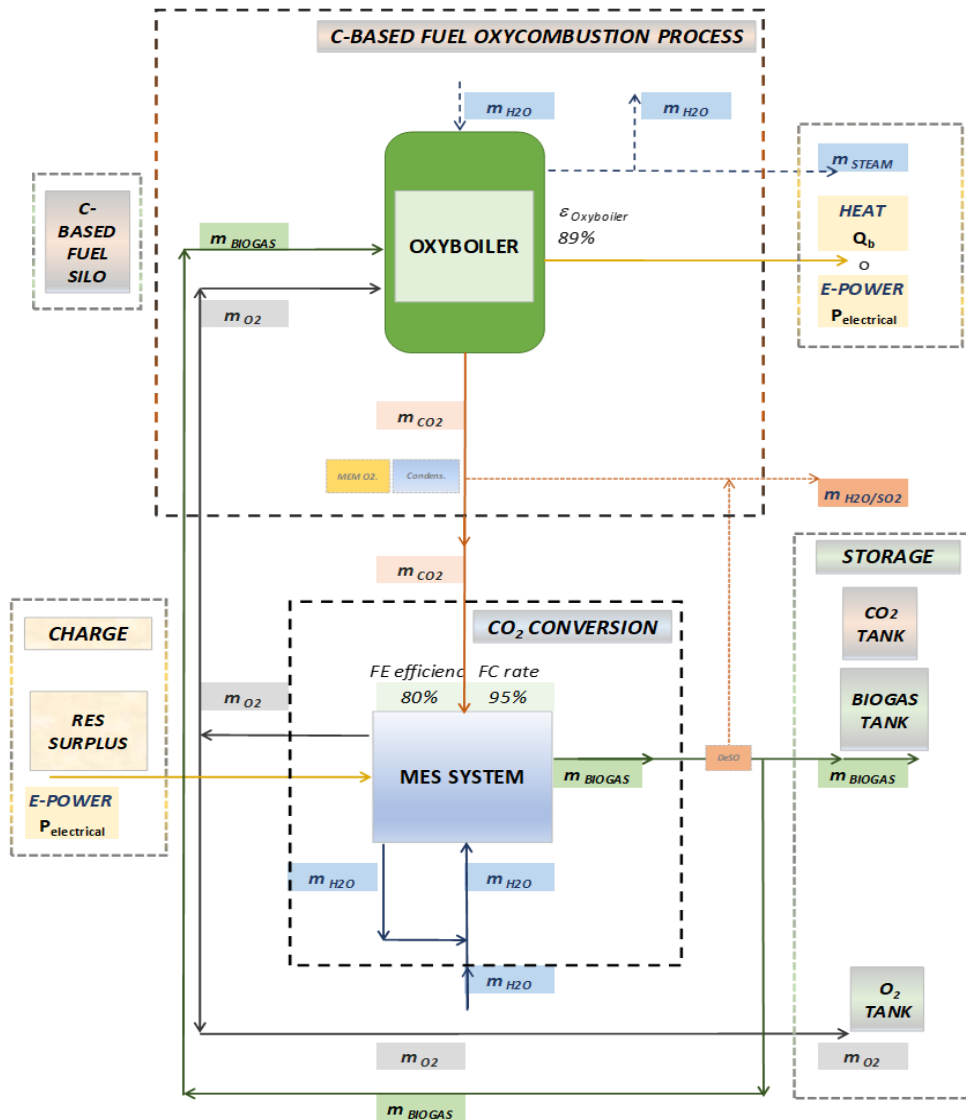 C-BASED FUEL OXYCOMBUSTION PROCESS
m H2O
m H2O
m STEAM
C-
BASED
FUEL
SILO
m BIOGAS
OXYBOILER
ε Oxyboiler
89%
HEAT
Qb
O
E-POWER
Pelectrical
m O2
m CO2
MEM O2.
Condens.
m H2O/SO2
m CO2
STORAGE
CO2
TANK
BIOGAS
TANK
m BIOGAS
CHARGE
RES
SURPLUS
E-POWER
Pelectrical
CO2 CONVERSION
FE efficienc
FC rate
80%
95%
m O2
MES SYSTEM
m BIOGAS
DeSO
m H2O
m H2O
m H2O
O2
TANK
m O2
m O2
m BIOGAS